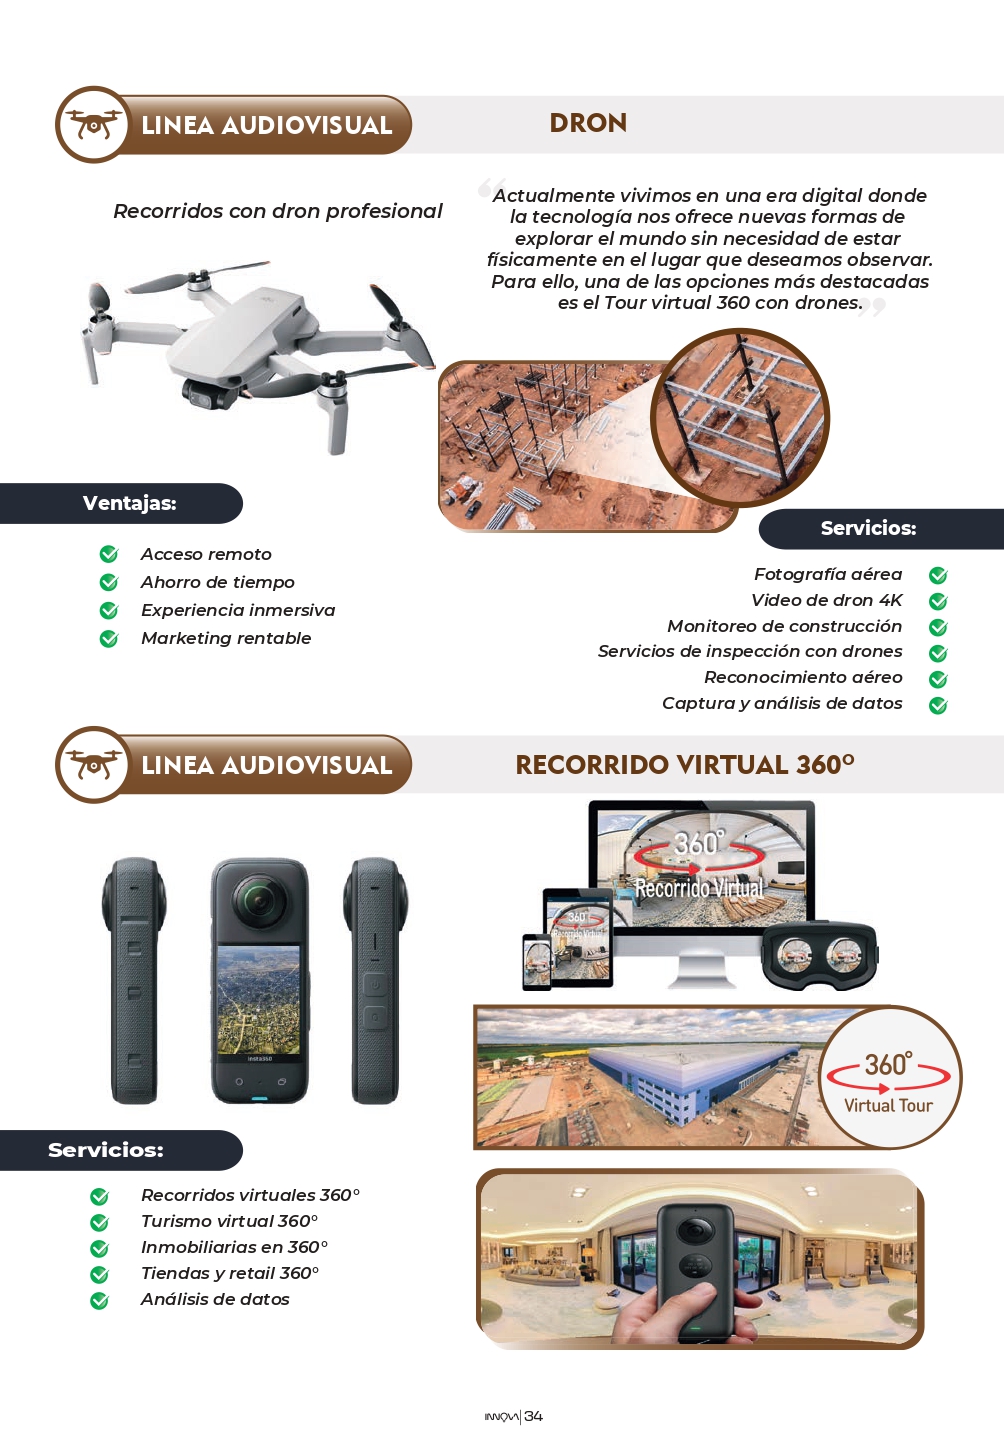 LINEA AUDIOVISUAL
DRON
Recorridos con dron profesional
“Actualmente vivimos en una era digital donde
la tecnología nos ofrece nuevas formas de
explorar el mundo sin necesidad de estar
físicamente en el lugar que deseamos observar.
Para ello, una de las opciones más destacadas
es el Tour virtual 360 con drones.”
Ventajas:
Acceso remoto
Ahorro de tiempo
Experiencia inmersiva
Marketing rentable
Servicios:
Fotografía aérea
Video de dron 4K
Monitoreo de construcción
Servicios de inspección con drones
Reconocimiento aéreo
Captura y análisis de datos
LINEA AUDIOVISUAL
RECORRIDO VIRTUAL 360°
360°
Recorrido Virtual
360°
Recorrido Virtual
Insta360
360°
Virtual Tour
Servicios:
Recorridos virtuales 360°
Turismo virtual 360°
Inmobiliarias en 360°
Tiendas y retail 360°
Análisis de datos
INNOVA 34